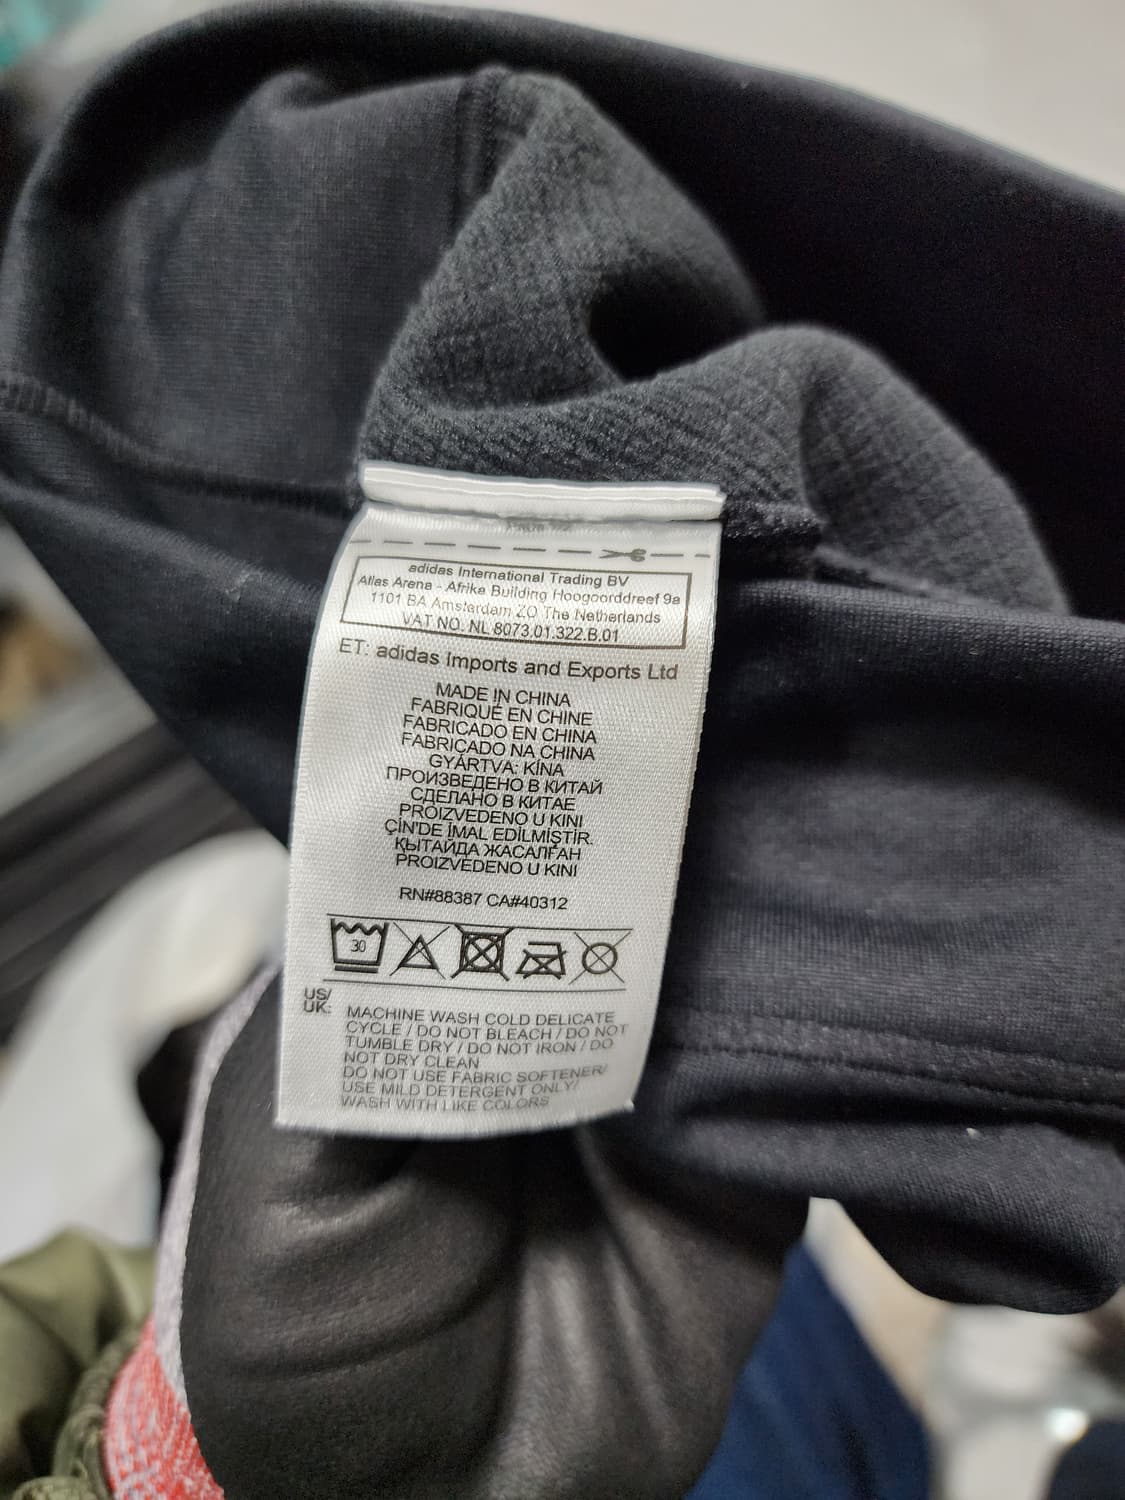 adidas International Trading BV
Atlas Arena - Afrika Building Hoogoorddreef 9a
1101 BA Amsterdam ZO The Netherlands
VAT NO. NL 8073.01.322.B.01
ET: adidas Imports and Exports Ltd
MADE IN CHINA
FABRIQUÉ EN CHINE
FABRICADO EN CHINA
FABRICADO NA CHINA
GYÁRTVA: KÍNA
ПРОИЗВЕДЕНО В КИТАЙ
СДЕЛАНО В КИТАЕ
PROIZVEDENO U KINI
ÇİN'DE İMAL EDİLMİŞTİR.
ҚЫТАЙДА ЖАСАЛҒАН
PROIZVEDENO U KINI
RN#88387 CA#40312
30
US/
UK:
MACHINE WASH COLD DELICATE
CYCLE / DO NOT BLEACH / DO NOT
TUMBLE DRY / DO NOT IRON / DO
NOT DRY CLEAN
DO NOT USE FABRIC SOFTENER/
USE MILD DETERGENT ONLY/
WASH WITH LIKE COLORS